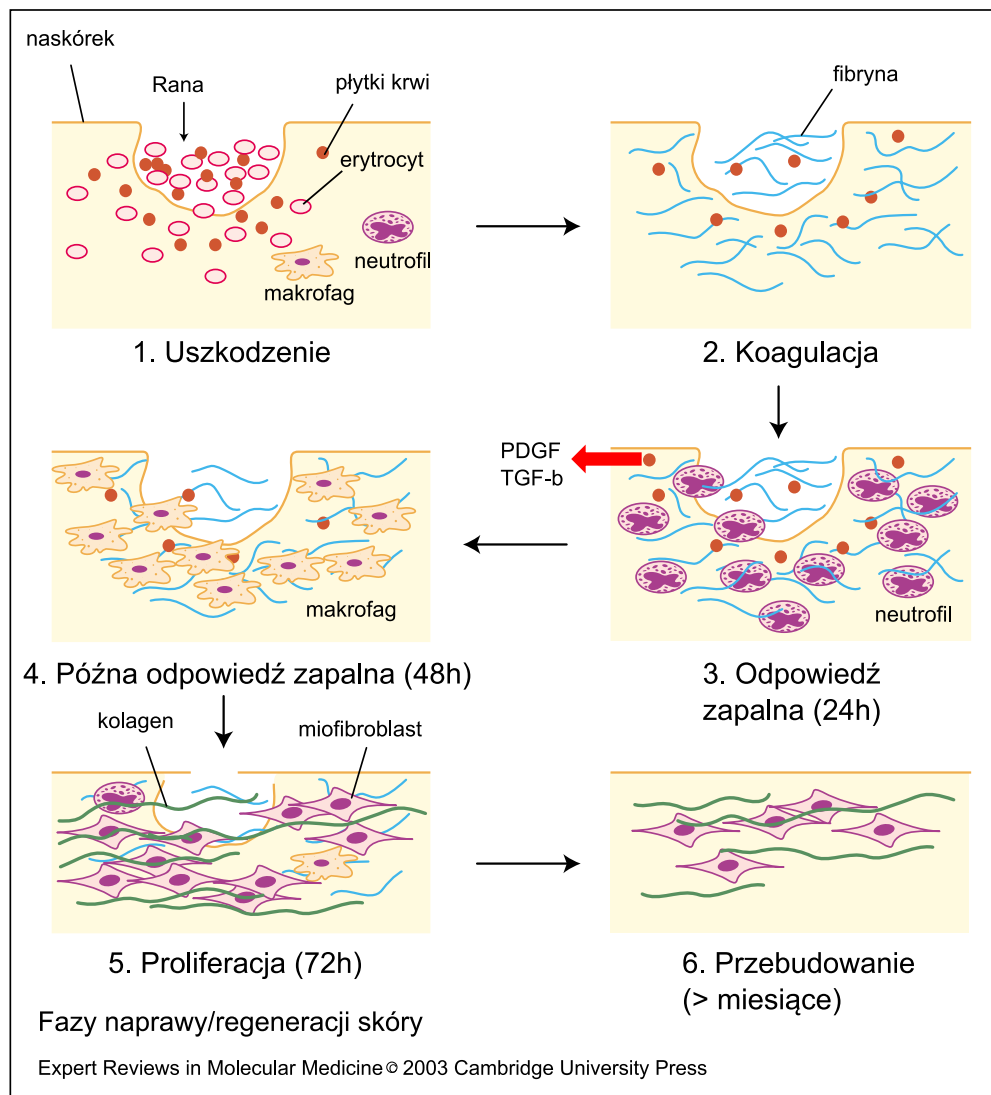 naskórek
Rana
płytki krwi
erytrocyt
neutrofil
makrofag
1. Uszkodzenie
fibryna
2. Koagulacja
PDGF
TGF-b
neutrofil
3. Odpowiedź
zapalna (24h)
makrofag
4. Późna odpowiedź zapalna (48h)
kolagen
miofibroblast
5. Proliferacja (72h)
6. Przebudowanie
(> miesiące)
Fazy naprawy/regeneracji skóry
Expert Reviews in Molecular Medicine © 2003 Cambridge University Press